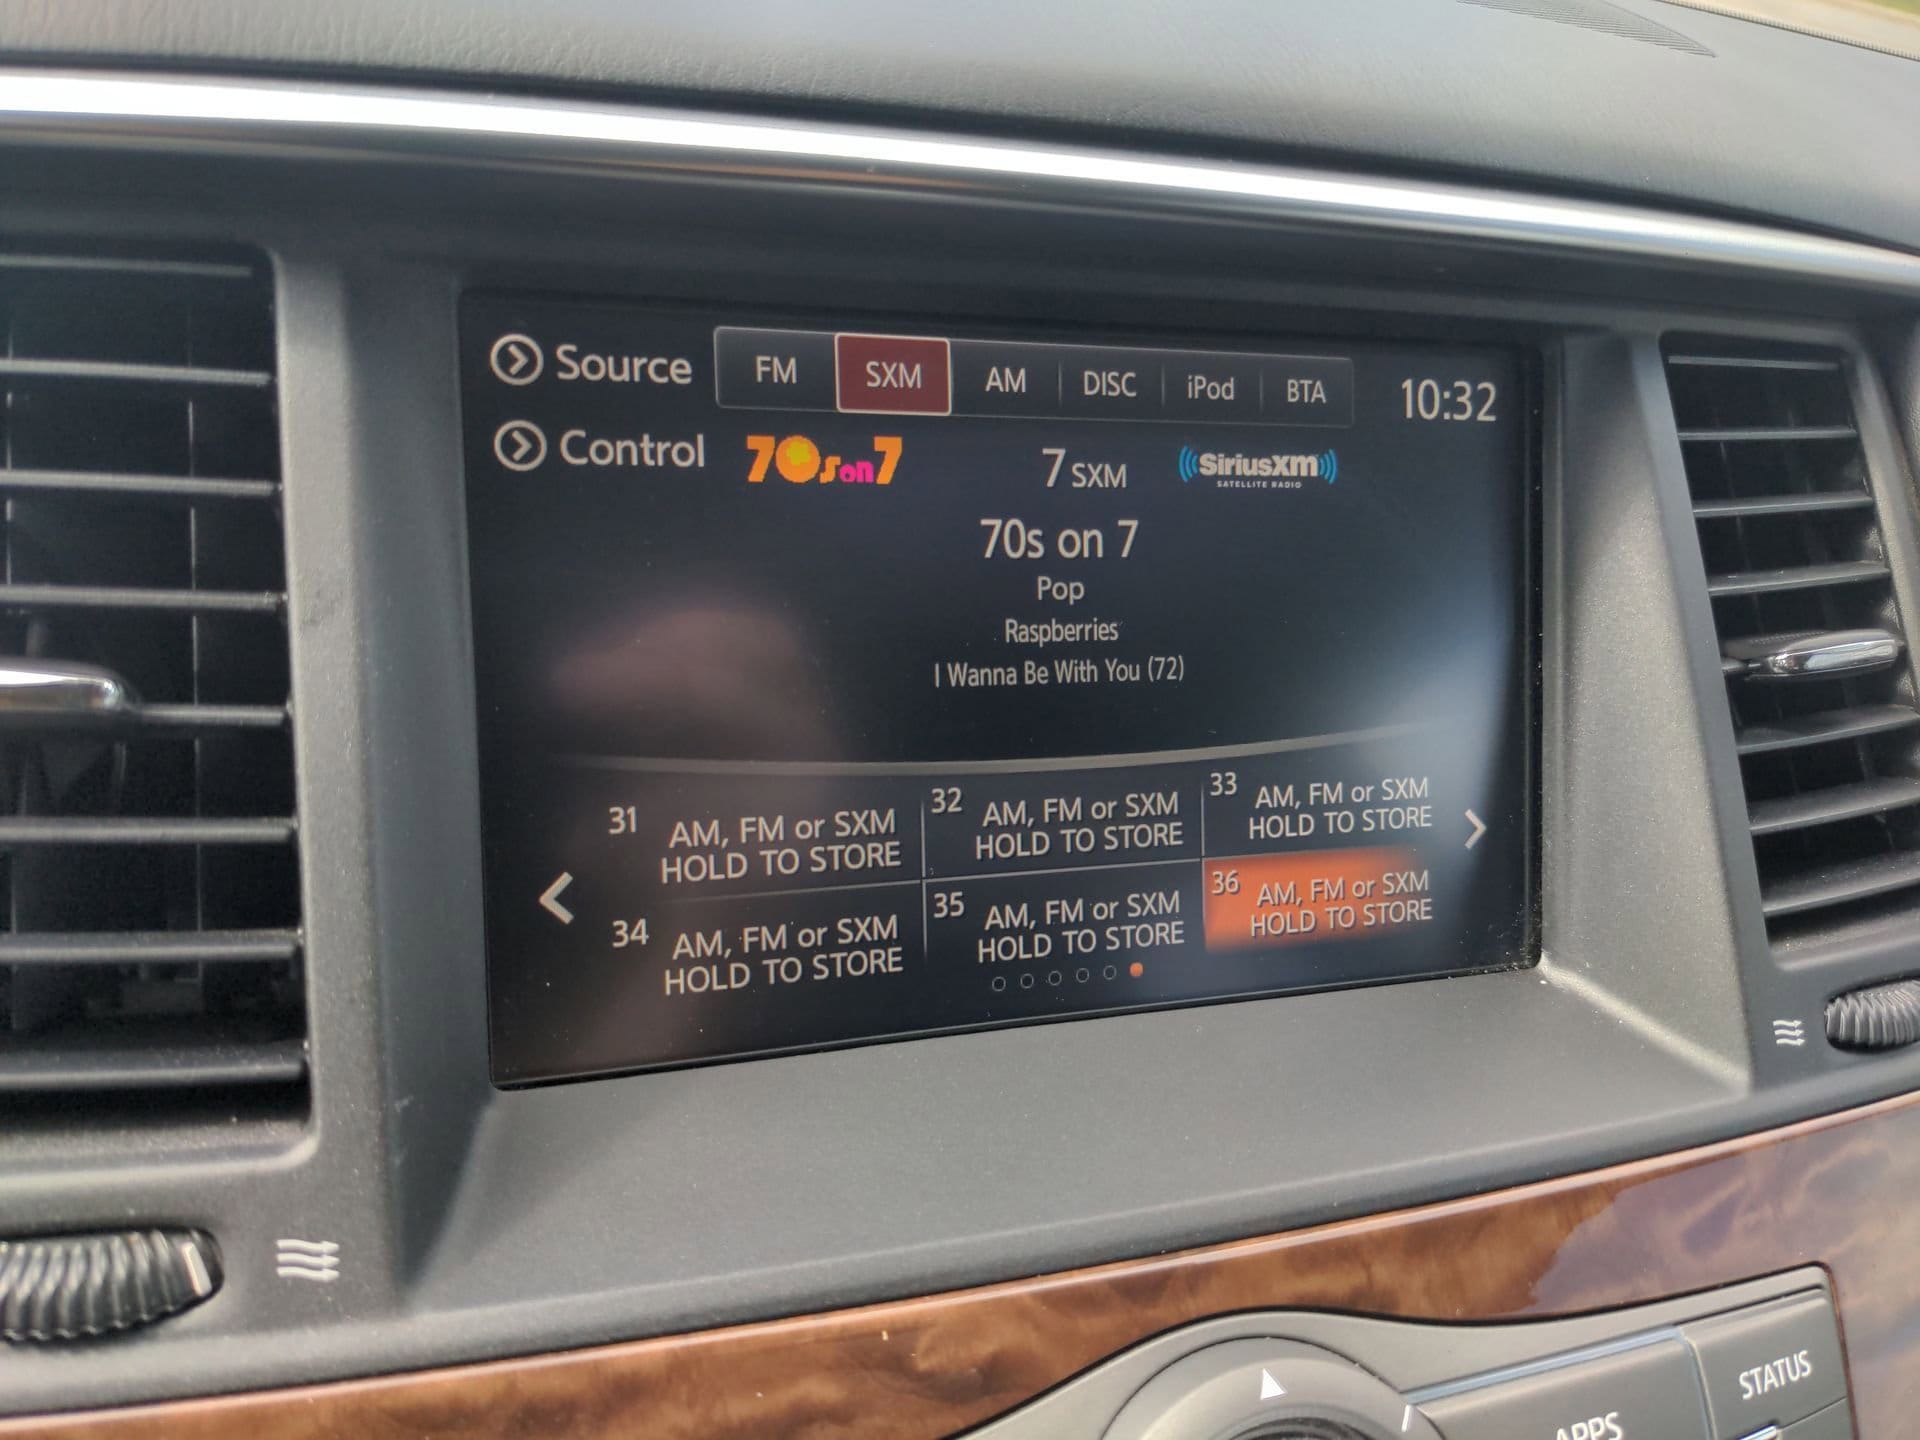 Source FM SXM AM DISC iPod BTA 10:32
Control 70s on 7 7 SXM SiriusXM
SATELLITE RADIO
70s on 7
Pop
Raspberries
I Wanna Be With You (72)
31 AM, FM or SXM
HOLD TO STORE
32 AM, FM or SXM
HOLD TO STORE
33 AM, FM or SXM
HOLD TO STORE
34 AM, FM or SXM
HOLD TO STORE
35 AM, FM or SXM
HOLD TO STORE
36 AM, FM or SXM
HOLD TO STORE
APPS
STATUS